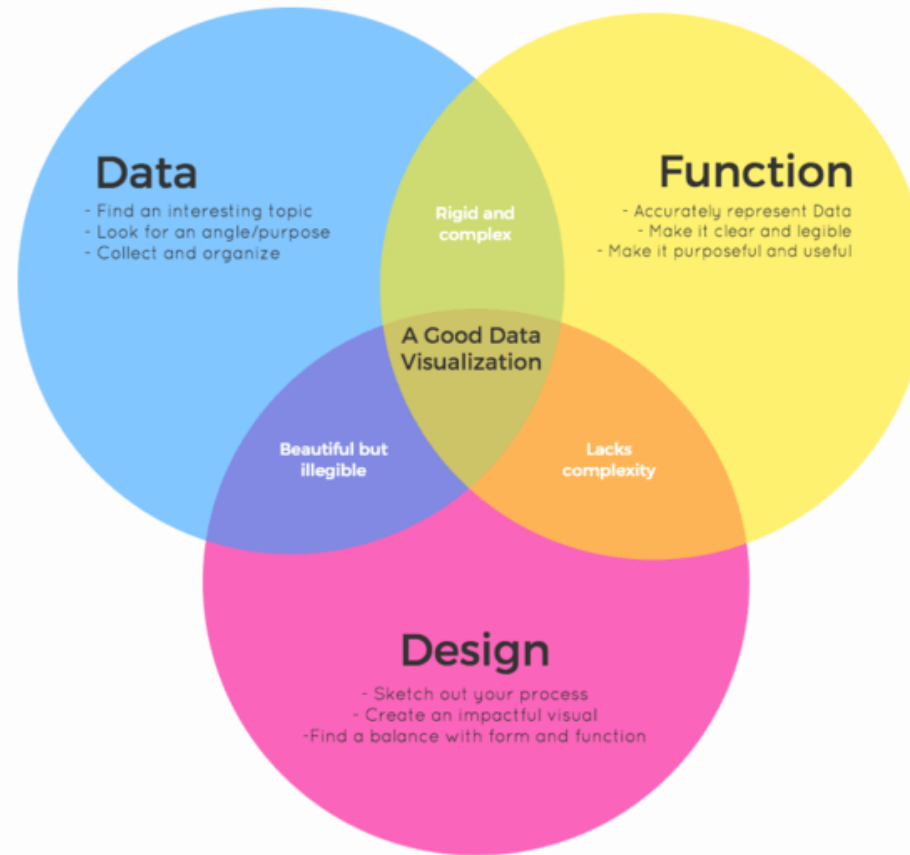 Data
- Find an interesting topic
- Look for an angle/purpose
- Collect and organize
Function
- Accurately represent Data
- Make it clear and legible
- Make it purposeful and useful
Rigid and
complex
A Good Data
Visualization
Beautiful but
illegible
Lacks
complexity
Design
- Sketch out your process
- Create an impactful visual
-Find a balance with form and function